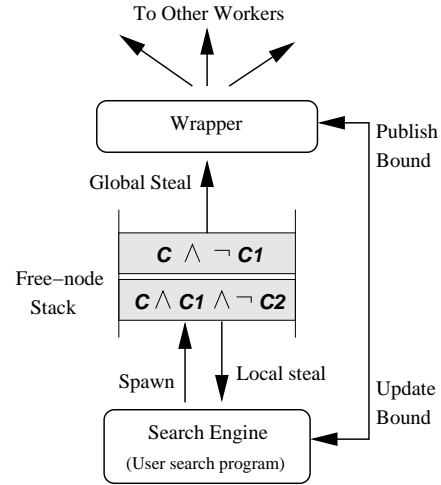 To Other Workers
Wrapper
Publish
Bound
Global Steal
C ∧ ¬ C1
Free−node
Stack
C ∧ C1 ∧ ¬ C2
Spawn
Local steal
Update
Bound
Search Engine
(User search program)